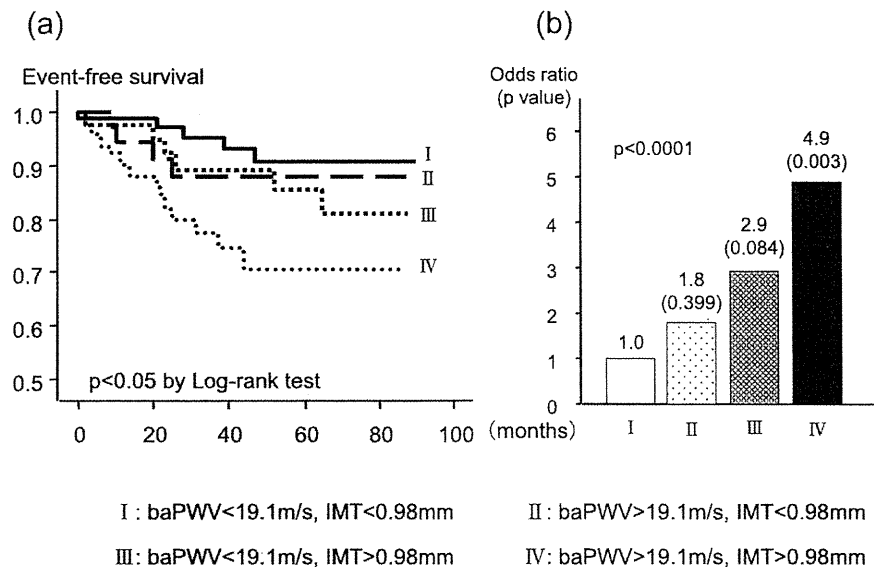 (a)
Event-free survival
1.0
0.9
0.8
0.7
0.6
0.5
I
II
III
IV
p<0.05 by Log-rank test
0 20 40 60 80 100
(months)
(b)
Odds ratio
(p value)
6
5
4
3
2
1
0
p<0.0001
1.0
1.8
(0.399)
2.9
(0.084)
4.9
(0.003)
I II III IV
I : baPWV<19.1m/s, IMT<0.98mm
II : baPWV>19.1m/s, IMT<0.98mm
III: baPWV<19.1m/s, IMT>0.98mm
IV: baPWV>19.1m/s, IMT>0.98mm